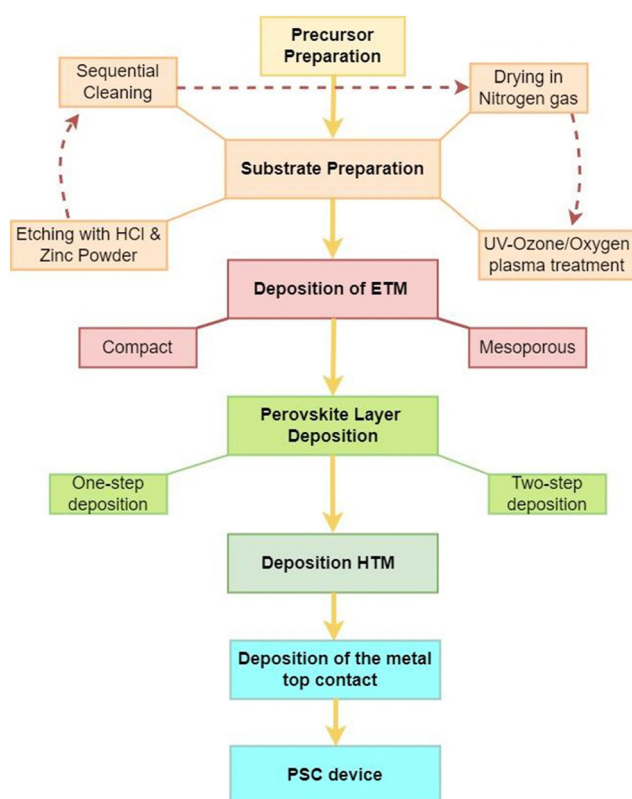 Precursor
Preparation
Sequential
Cleaning
Drying in
Nitrogen gas
Substrate Preparation
Etching with HCl &
Zinc Powder
UV-Ozone/Oxygen
plasma treatment
Deposition of ETM
Compact
Mesoporous
Perovskite Layer
Deposition
One-step
deposition
Two-step
deposition
Deposition HTM
Deposition of the metal
top contact
PSC device